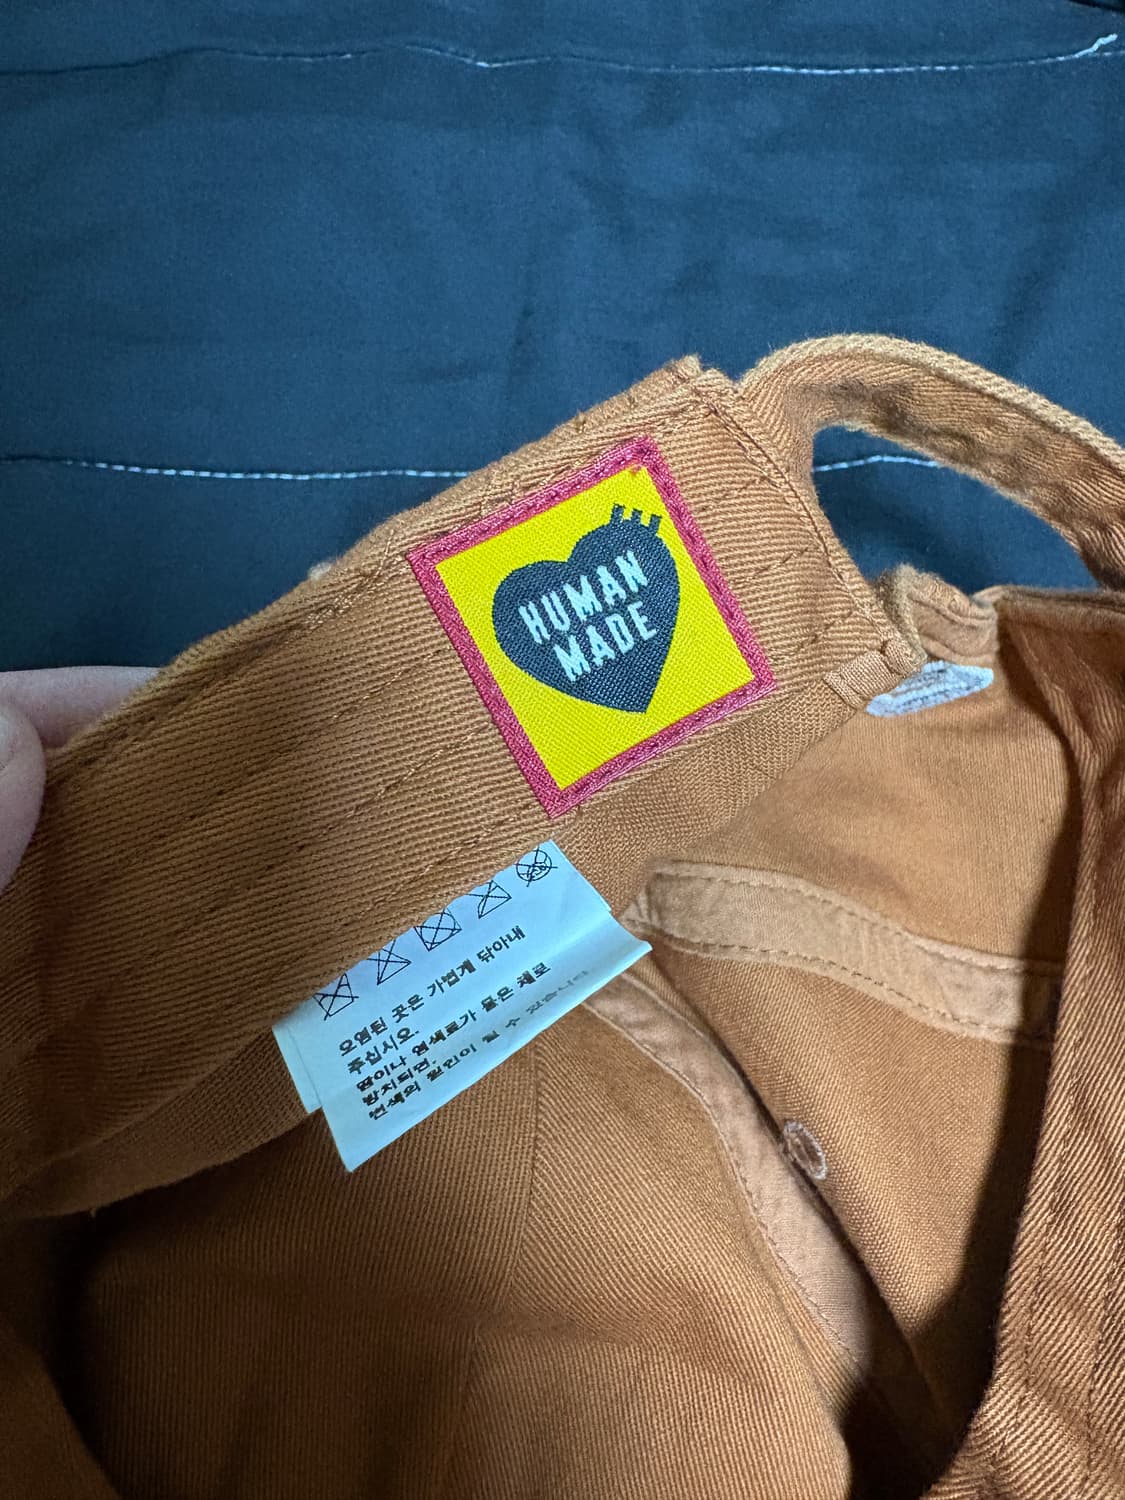 HUMAN
MADE
오염된 곳은 가볍게 닦아내
주십시오.
땀이나 염색료가 묻은 채로
방치되면,
변색의 원인이 될 수 있습니다